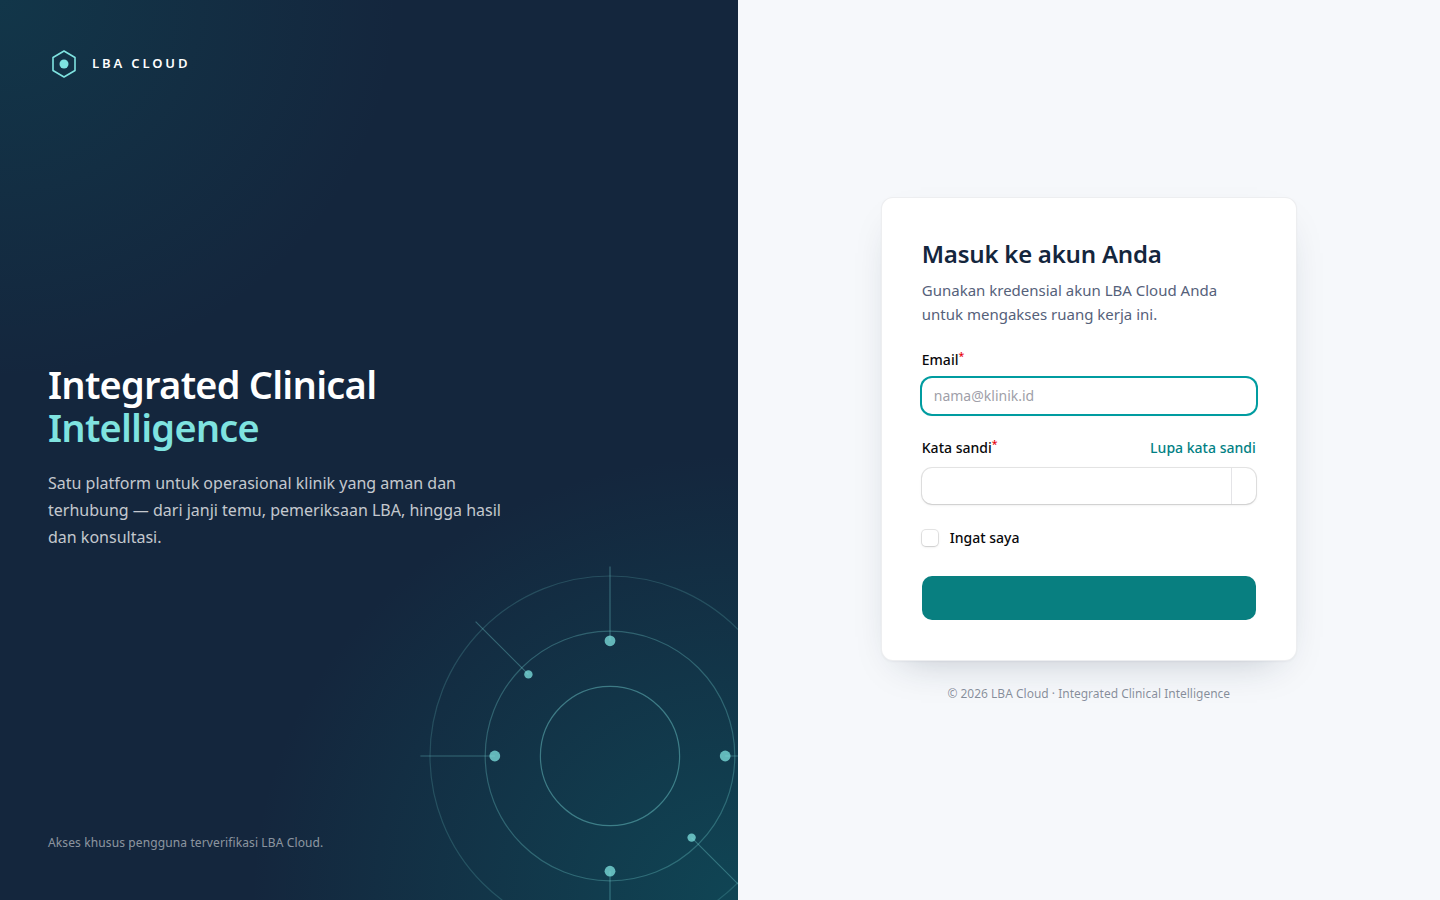 LBA CLOUD
Integrated Clinical
Intelligence
Satu platform untuk operasional klinik yang aman dan
terhubung — dari janji temu, pemeriksaan LBA, hingga hasil
dan konsultasi.
Akses khusus pengguna terverifikasi LBA Cloud.
Masuk ke akun Anda
Gunakan kredensial akun LBA Cloud Anda
untuk mengakses ruang kerja ini.
Email*
nama@klinik.id
Kata sandi* Lupa kata sandi
Ingat saya
© 2026 LBA Cloud · Integrated Clinical Intelligence